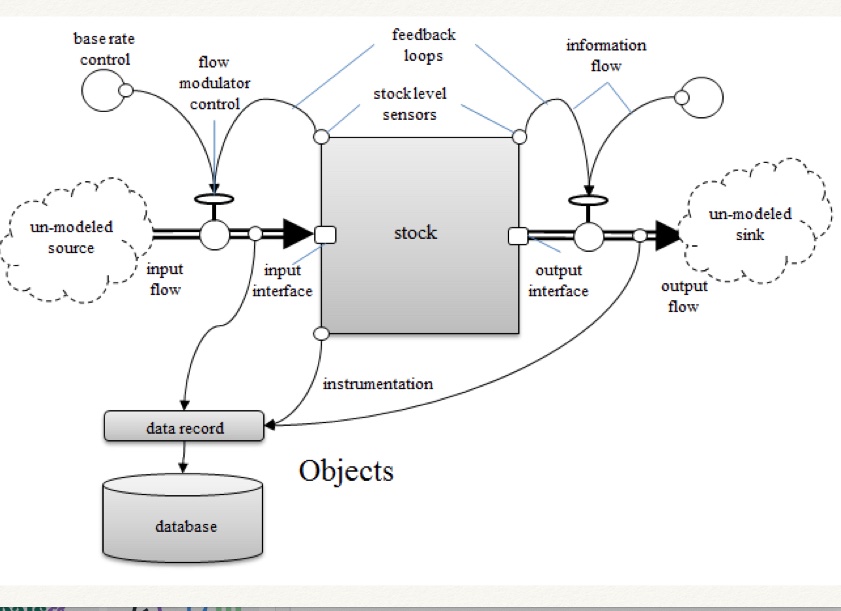 base rate
control
flow
modulator
control
feedback
loops
stock level
sensors
information
flow
un-modeled
source
stock
un-modeled
sink
input
flow
input
interface
output
interface
output
flow
instrumentation
data record
Objects
database